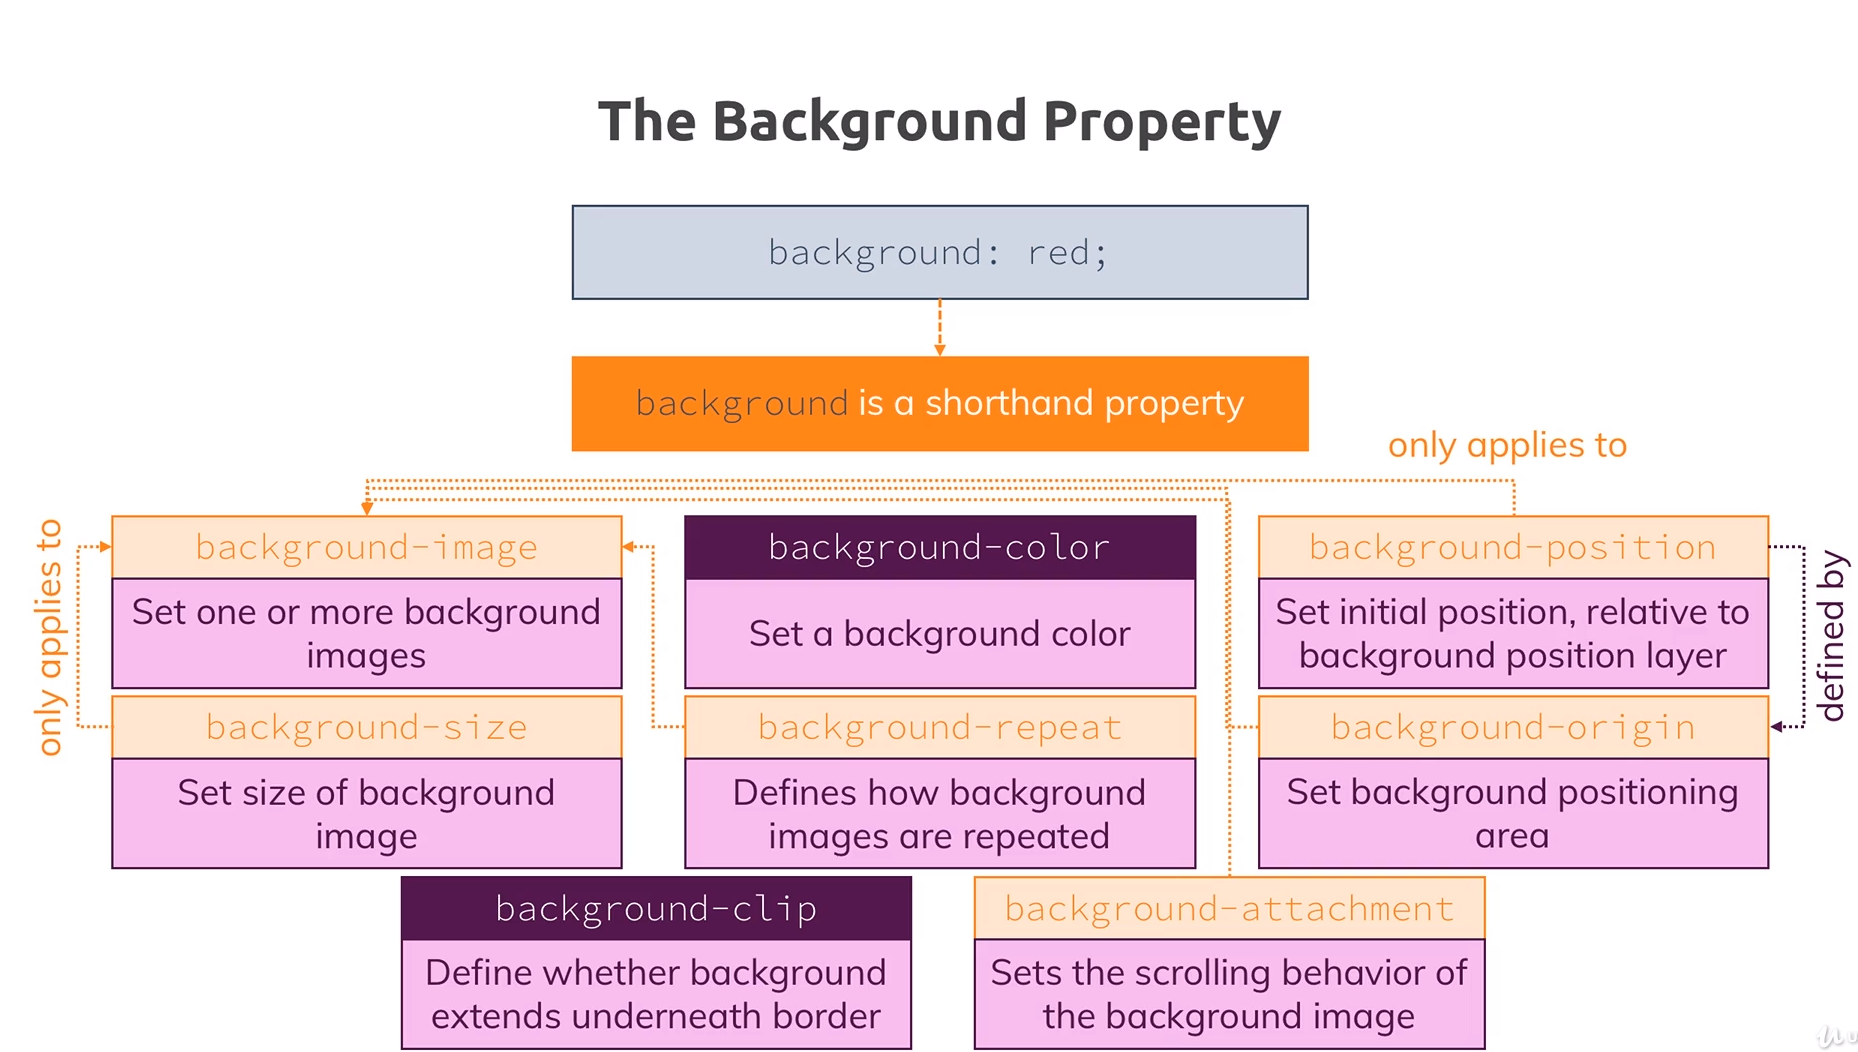 The Background Property
background: red;
background is a shorthand property
only applies to
only applies to
background-image
Set one or more background
images
background-color
Set a background color
background-position
Set initial position, relative to
background position layer
defined by
background-size
Set size of background
image
background-repeat
Defines how background
images are repeated
background-origin
Set background positioning
area
background-clip
Define whether background
extends underneath border
background-attachment
Sets the scrolling behavior of
the background image